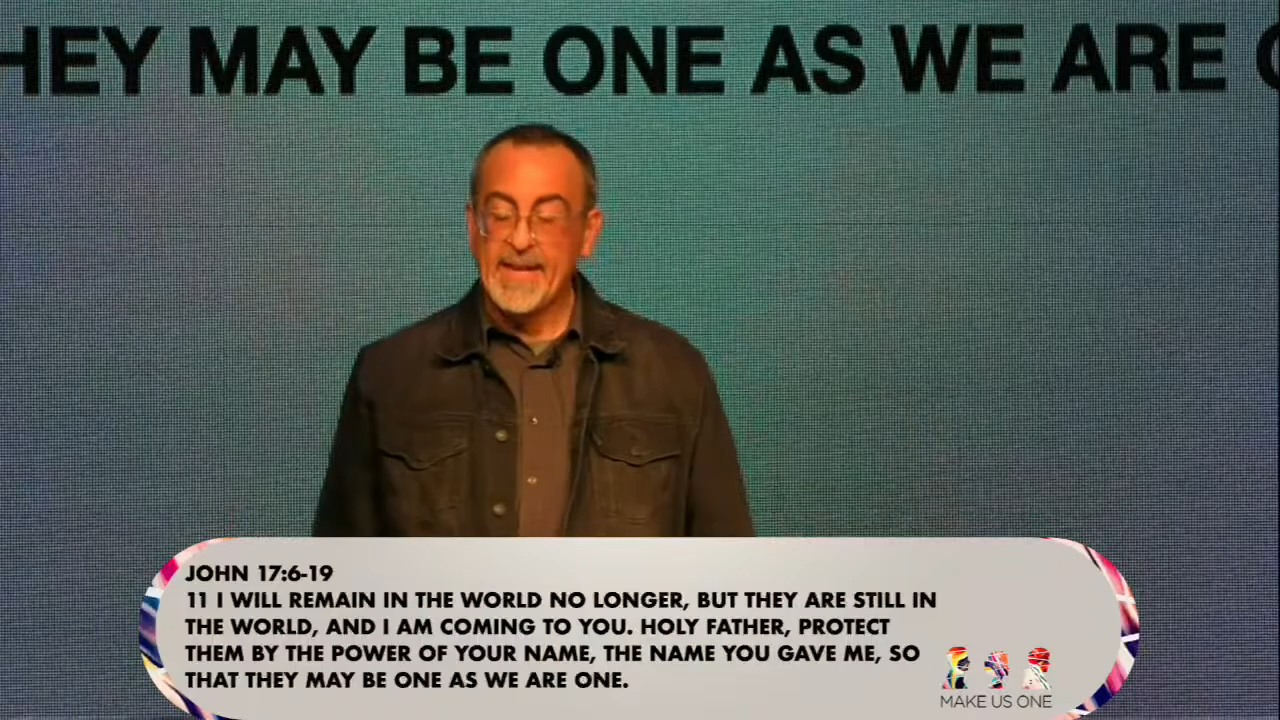 HEY MAY BE ONE AS WE ARE
JOHN 17:6-19
11 I WILL REMAIN IN THE WORLD NO LONGER, BUT THEY ARE STILL IN
THE WORLD, AND I AM COMING TO YOU. HOLY FATHER, PROTECT
THEM BY THE POWER OF YOUR NAME, THE NAME YOU GAVE ME, SO
THAT THEY MAY BE ONE AS WE ARE ONE.
MAKE US ONE